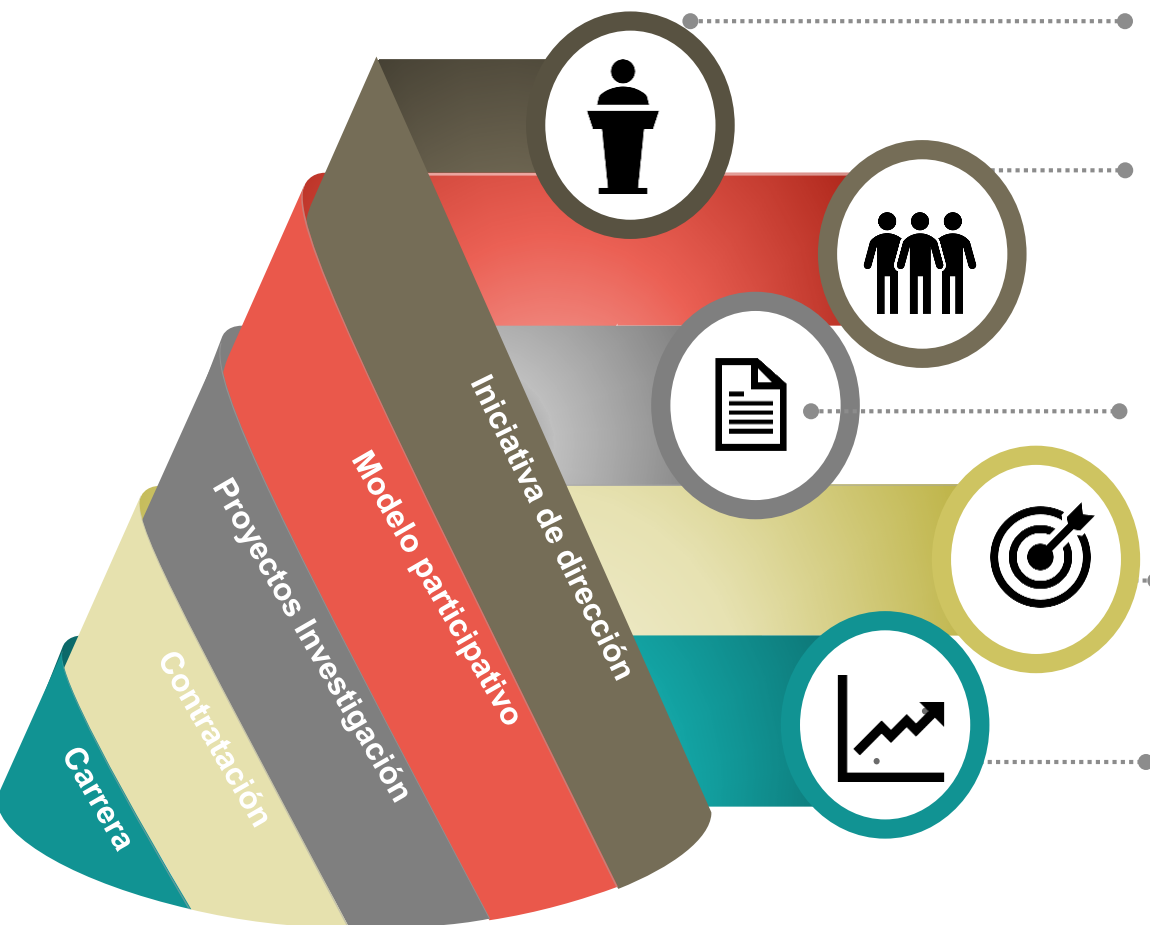 Iniciativa de dirección
Modelo participativo
Proyectos Investigación
Contratación
Carrera